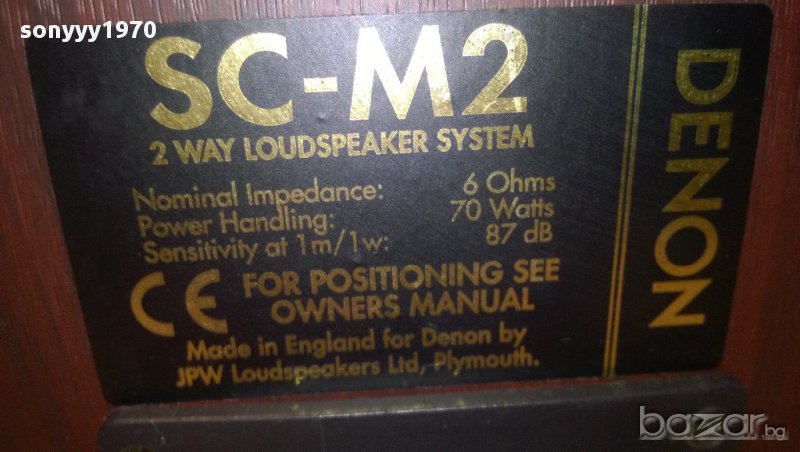 sonyyy1970
SC-M2
2 WAY LOUDSPEAKER SYSTEM
Nominal Impedance: 6 Ohms
Power Handling: 70 Watts
Sensitivity at 1m/1w: 87 dB
CE FOR POSITIONING SEE
OWNERS MANUAL
Made in England for Denon by
JPW Loudspeakers Ltd, Plymouth.
DENON
bazar.bg